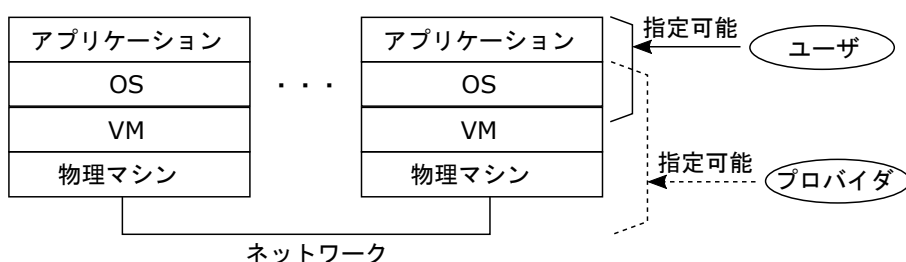 アプリケーション
OS
VM
物理マシン
・・・
アプリケーション
OS
VM
物理マシン
ネットワーク
指定可能
ユーザ
指定可能
プロバイダ